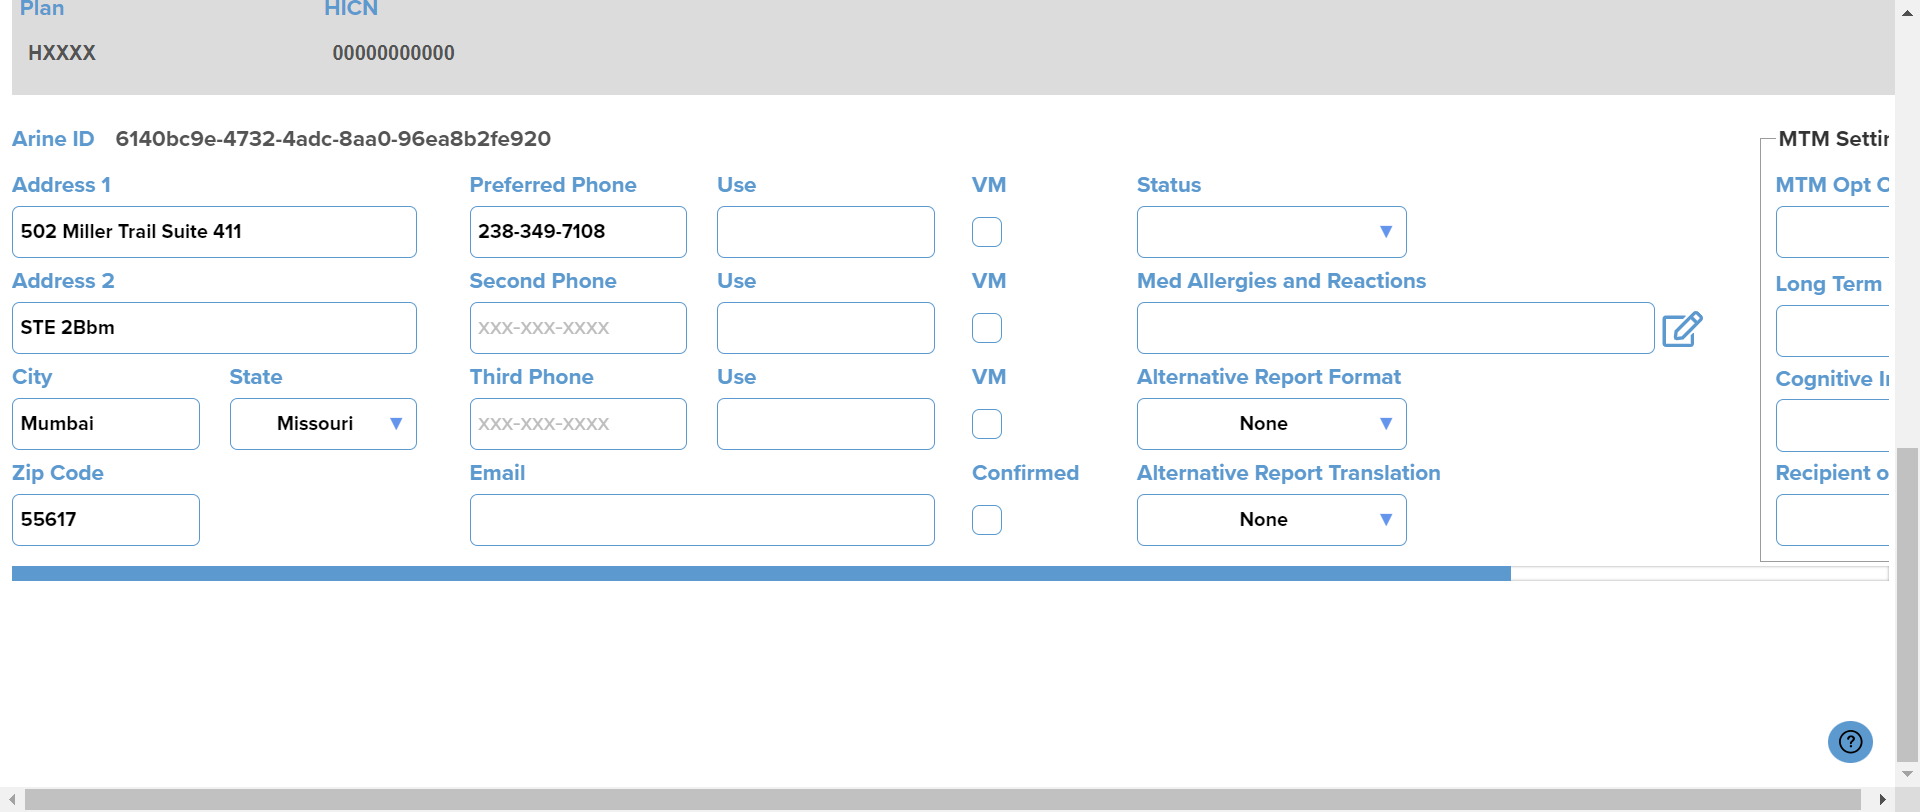 Plan HICN
HXXXX 00000000000
Arine ID 6140bc9e-4732-4adc-8aa0-96ea8b2fe920 MTM Settin
Address 1 Preferred Phone Use VM Status MTM Opt O
502 Miller Trail Suite 411 238-349-7108
Address 2 Second Phone Use VM Med Allergies and Reactions Long Term
STE 2Bbm xxx-xxx-xxxx
City State Third Phone Use VM Alternative Report Format Cognitive I
Mumbai Missouri xxx-xxx-xxxx None
Zip Code Email Confirmed Alternative Report Translation Recipient o
55617 None